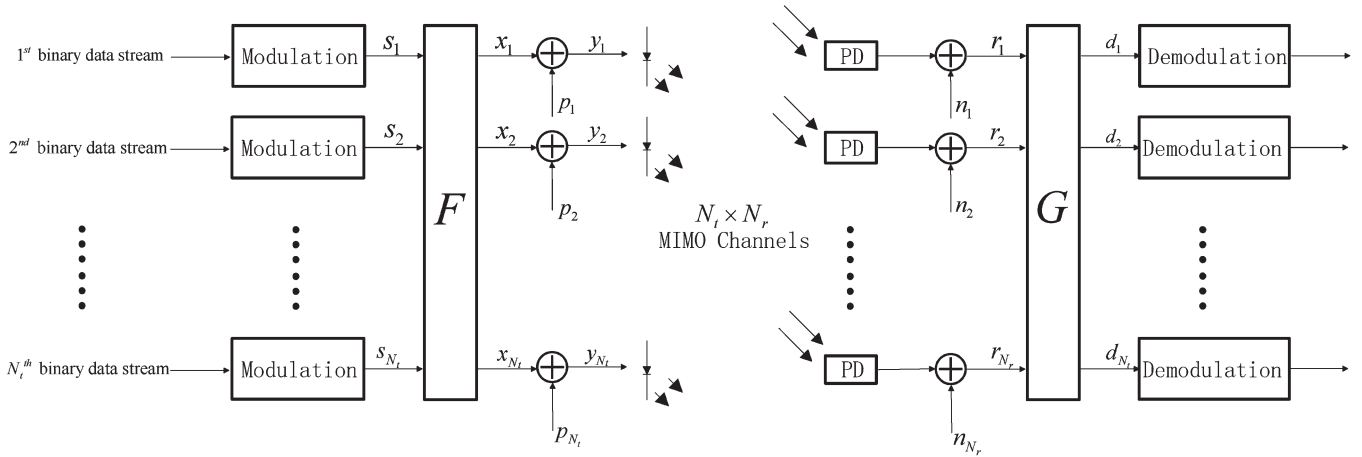 1st binary data stream Modulation s1 x1 y1 p1 PD r1 n1 d1 Demodulation
2nd binary data stream Modulation s2 x2 y2 p2 PD r2 n2 d2 Demodulation
F
G
Nt × Nr
MIMO Channels
Nt th binary data stream Modulation sNt xNt yNt pNt PD rNr nNr dNt Demodulation